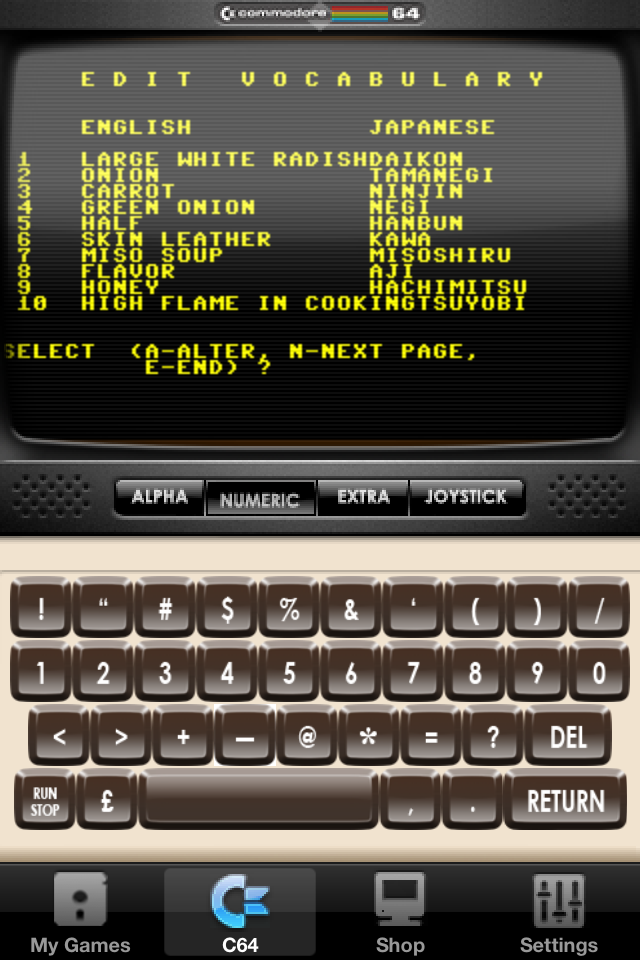 commodore 64
EDIT VOCABULARY
ENGLISH JAPANESE
1 LARGE WHITE RADISHDAIKON
2 ONION TAMANEGI
3 CARROT NINJIN
4 GREEN ONION NEGI
5 HALF HANBUN
6 SKIN LEATHER KAWA
7 MISO SOUP MISOSHIRU
8 FLAVOR AJI
9 HONEY HACHIMITSU
10 HIGH FLAME IN COOKINGTSUYOBI
SELECT (A-ALTER, N-NEXT PAGE,
E-END) ?
ALPHA NUMERIC EXTRA JOYSTICK
! “ # $ % & ‘ ( ) /
1 2 3 4 5 6 7 8 9 0
< > + – @ * = ? DEL
RUN STOP £ , . RETURN
My Games C64 Shop Settings